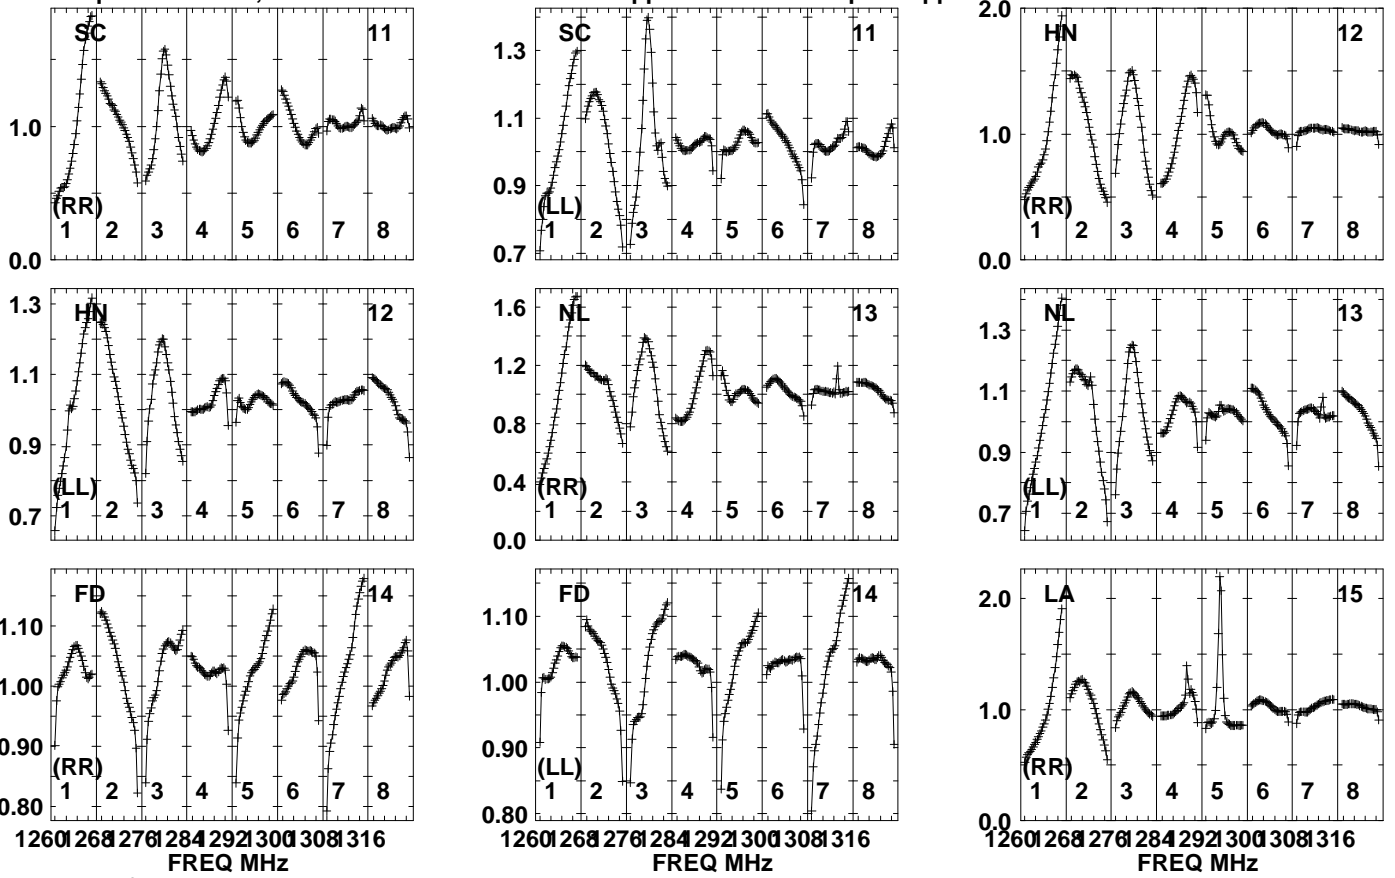 SC 11
1.0
(RR)
1 2 3 4 5 6 7 8
0.0
SC 11
1.3
1.1
0.9
(LL)
1 2 3 4 5 6 7 8
0.7
2.0
HN 12
1.0
(RR)
1 2 3 4 5 6 7 8
0.0
1.3
HN 12
1.1
0.9
(LL)
0.7
1 2 3 4 5 6 7 8
1.6
NL 13
1.2
0.8
0.4
(RR)
1 2 3 4 5 6 7 8
0.0
NL 13
1.3
1.1
0.9
(LL)
0.7
1 2 3 4 5 6 7 8
FD 14
1.10
1.00
0.90
(RR)
1 2 3 4 5 6 7 8
0.80
1260 1268 1276 1284 1292 1300 1308 1316
FREQ MHz
FD 14
1.10
1.00
0.90
(LL)
1 2 3 4 5 6 7 8
0.80
1260 1268 1276 1284 1292 1300 1308 1316
FREQ MHz
LA 15
2.0
1.0
(RR)
1 2 3 4 5 6 7 8
0.0
1260 1268 1276 1284 1292 1300 1308 1316
FREQ MHz